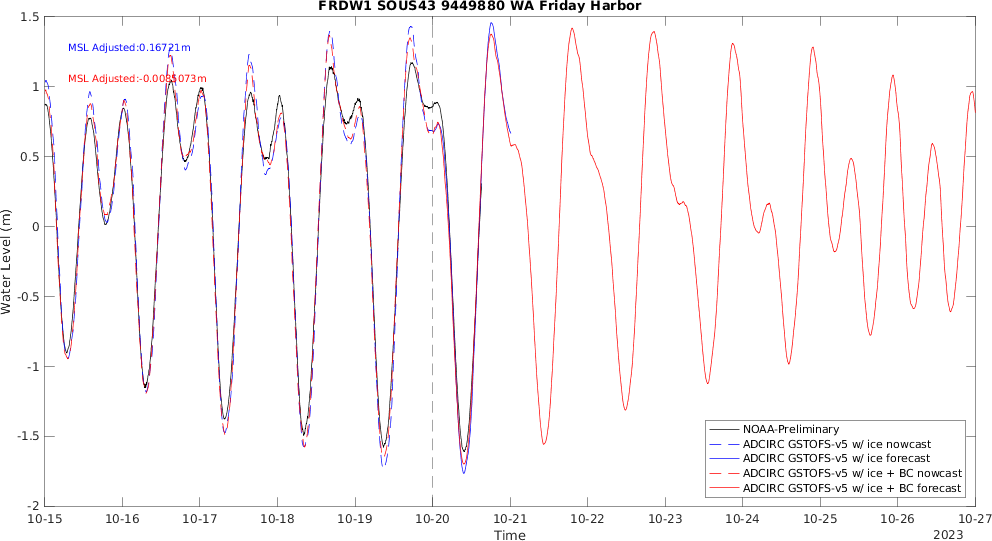 FRDW1 SOUS43 9449880 WA Friday Harbor
MSL Adjusted:0.16721m
MSL Adjusted:-0.0085073m
Water Level (m)
1.5
1
0.5
0
-0.5
-1
-1.5
-2
10-15 10-16 10-17 10-18 10-19 10-20 10-21 10-22 10-23 10-24 10-25 10-26 10-27
Time
2023
NOAA-Preliminary
ADCIRC GSTOFS-v5 w/ ice nowcast
ADCIRC GSTOFS-v5 w/ ice forecast
ADCIRC GSTOFS-v5 w/ ice + BC nowcast
ADCIRC GSTOFS-v5 w/ ice + BC forecast